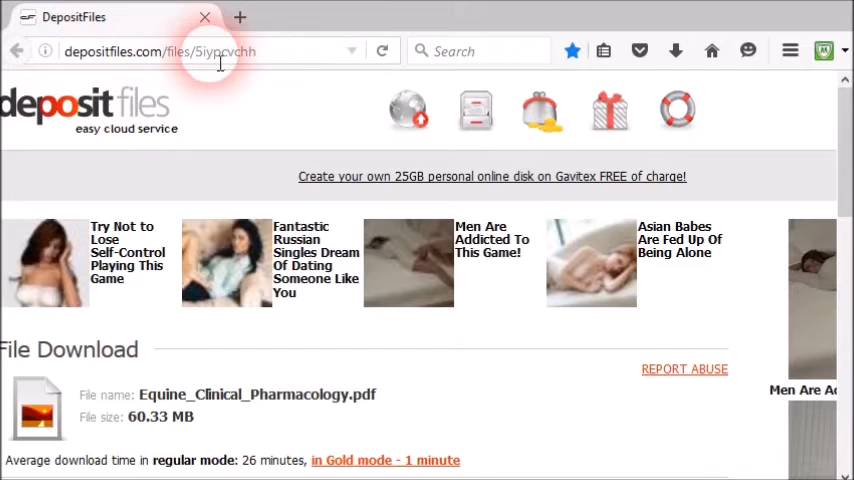 DepositFiles
depositfiles.com/files/5iypcvchh
Search
depositfiles
easy cloud service
Create your own 25GB personal online disk on Gavitex FREE of charge!
Try Not to
Lose
Self-Control
Playing This
Game
Fantastic
Russian
Singles Dream
Of Dating
Someone Like
You
Men Are
Addicted To
This Game!
Asian Babes
Are Fed Up Of
Being Alone
Men Are Ad
File Download
REPORT ABUSE
File name: Equine_Clinical_Pharmacology.pdf
File size: 60.33 MB
Average download time in regular mode: 26 minutes, in Gold mode - 1 minute